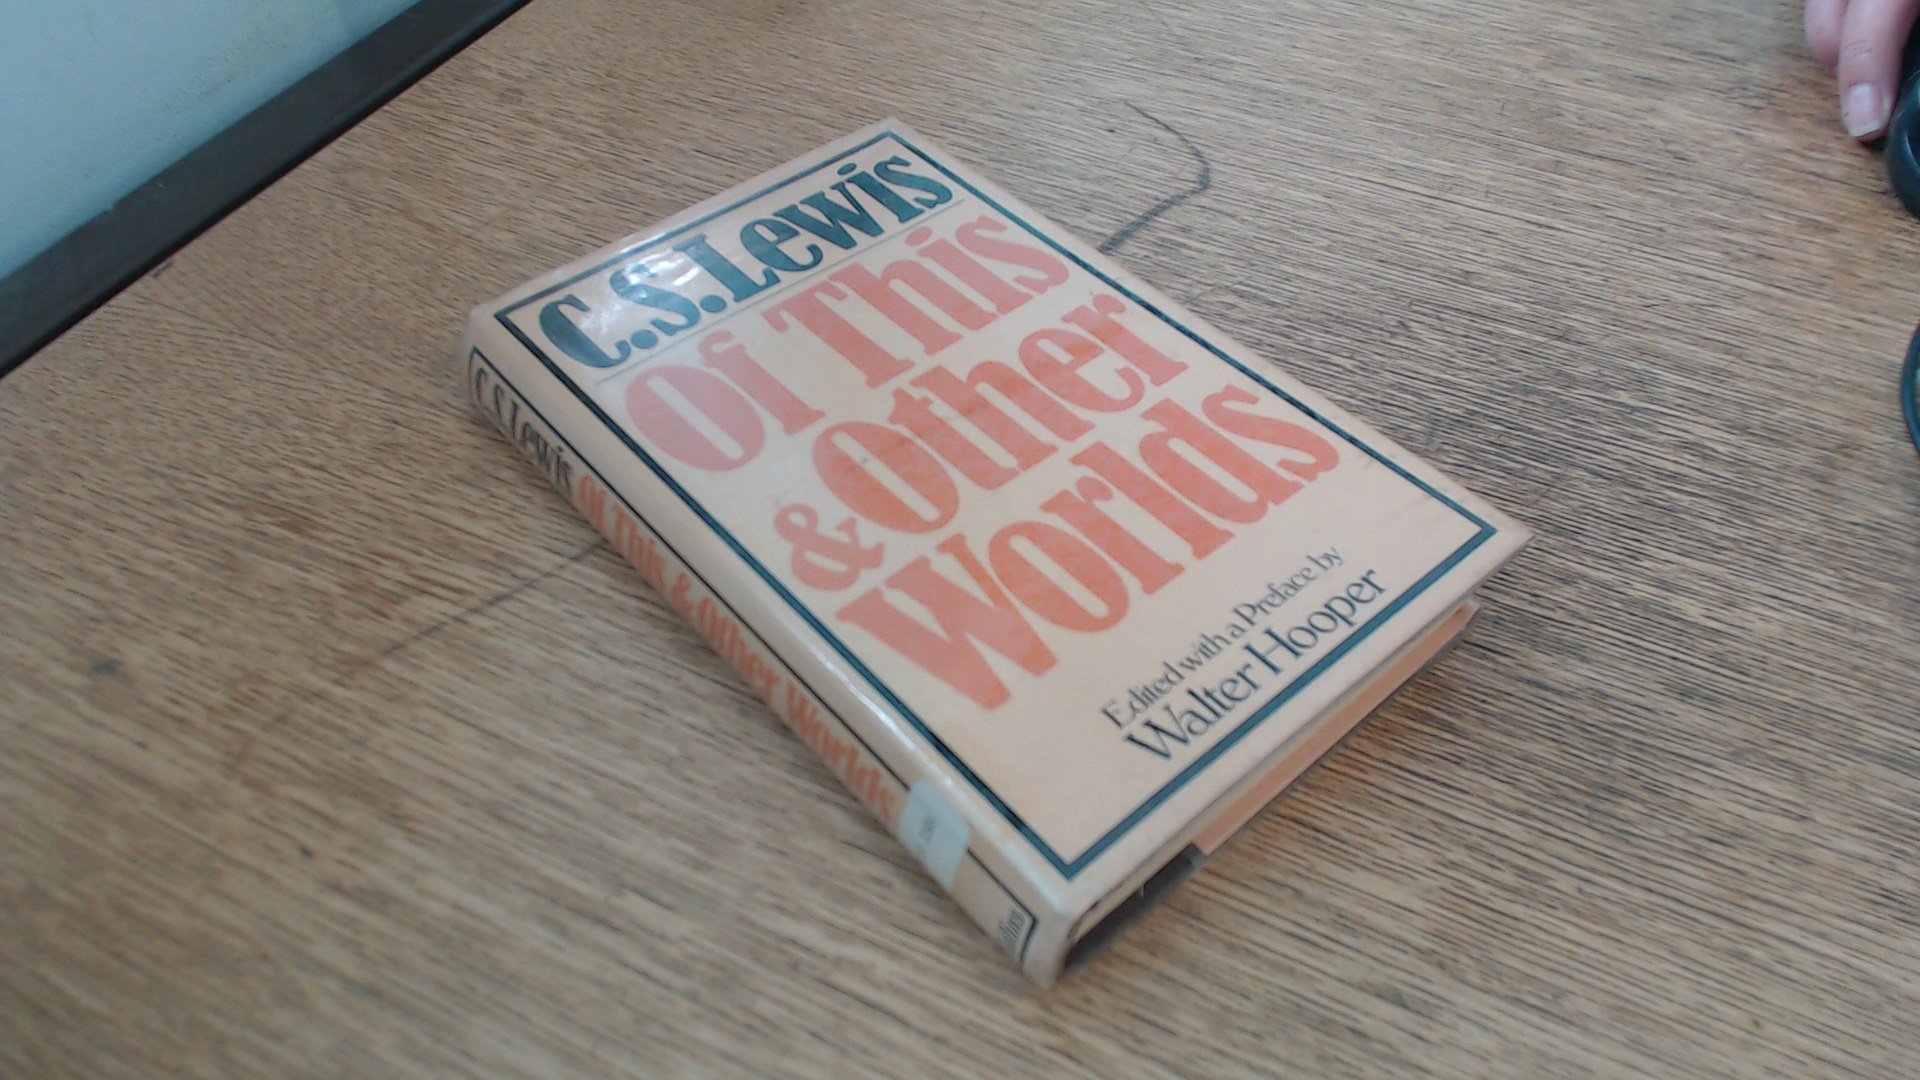 C.S.Lewis
Of This
& Other
Worlds
Edited with a Preface by
Walter Hooper
C.S.Lewis Of This & Other Worlds